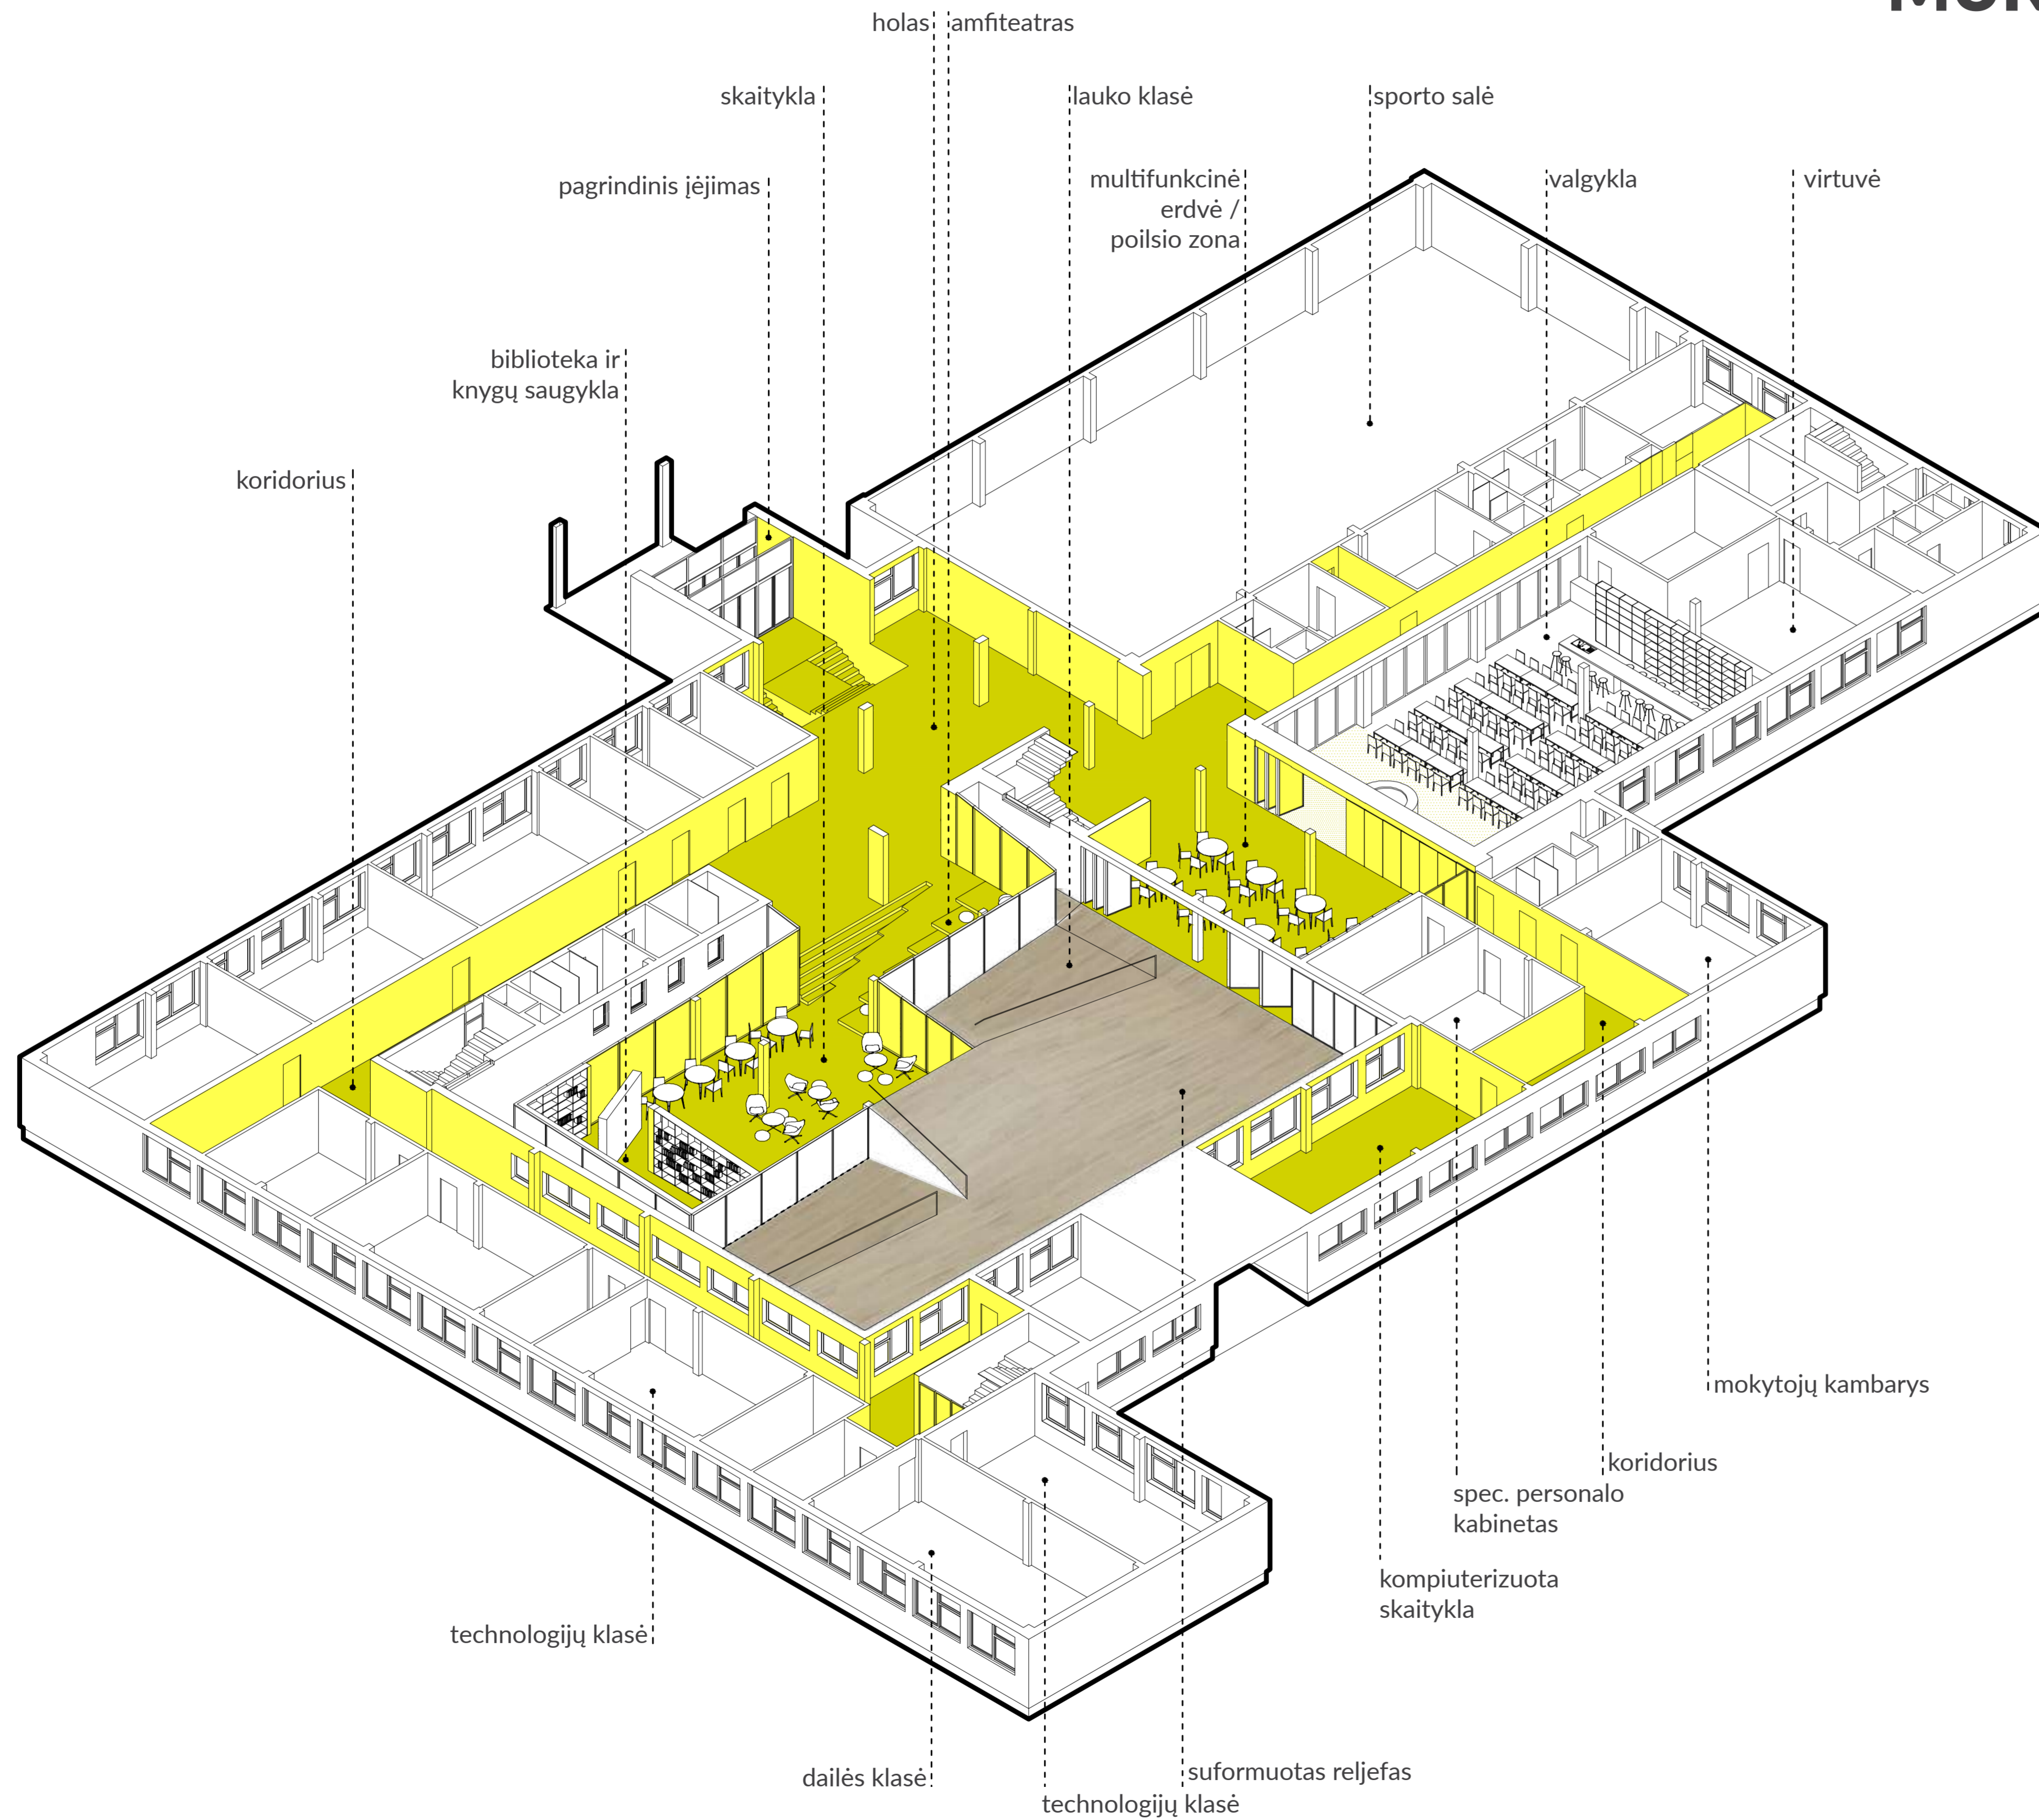 holas
amfiteatras
skaitykla
lauko klasė
sporto salė
pagrindinis įėjimas
multifunkcinė
erdvė /
poilsio zona
valgykla
virtuvė
biblioteka ir
knygų saugykla
koridorius
mokytojų kambarys
koridorius
spec. personalo
kabinetas
kompiuterizuota
skaitykla
technologijų klasė
dailės klasė
suformuotas reljefas
technologijų klasė